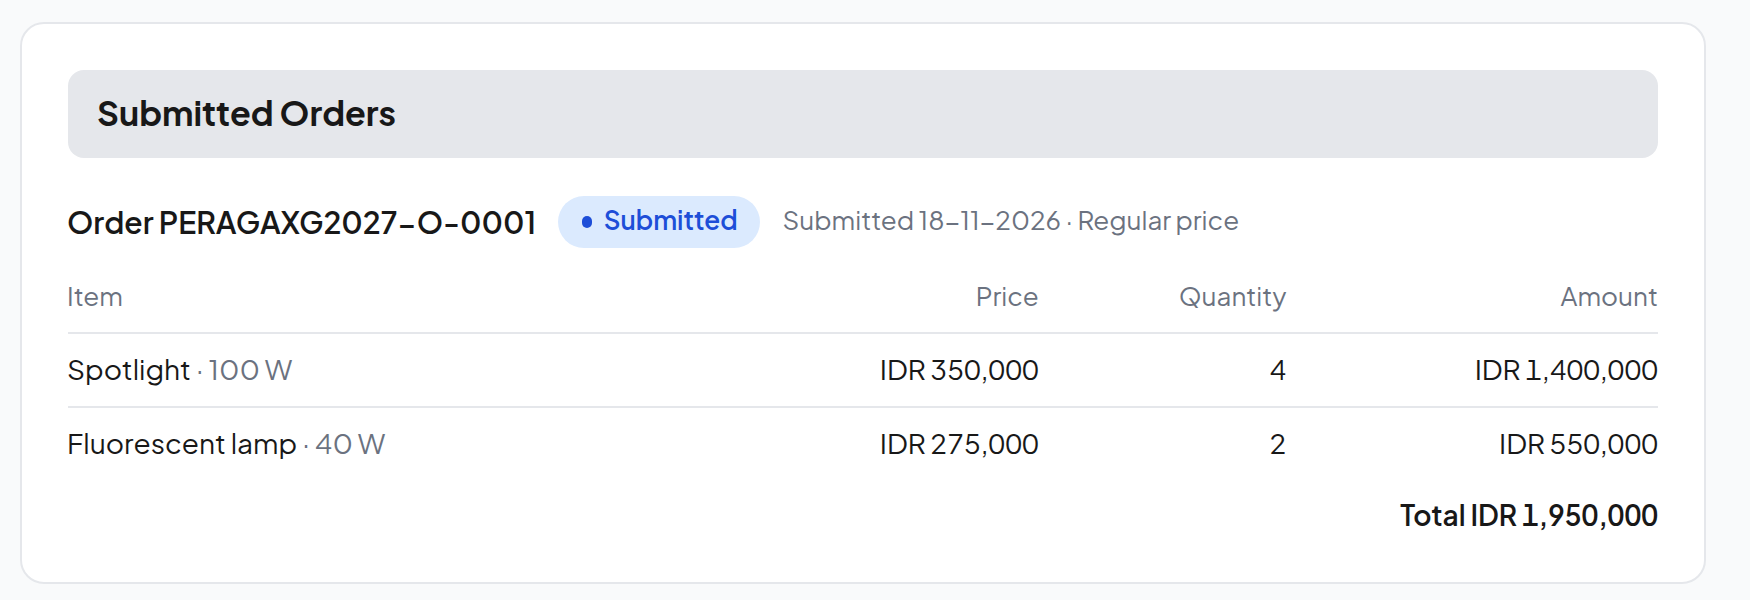 Submitted Orders
Order PERAGAXG2027-O-0001 Submitted Submitted 18-11-2026 · Regular price
Item Price Quantity Amount
Spotlight · 100 W IDR 350,000 4 IDR 1,400,000
Fluorescent lamp · 40 W IDR 275,000 2 IDR 550,000
Total IDR 1,950,000